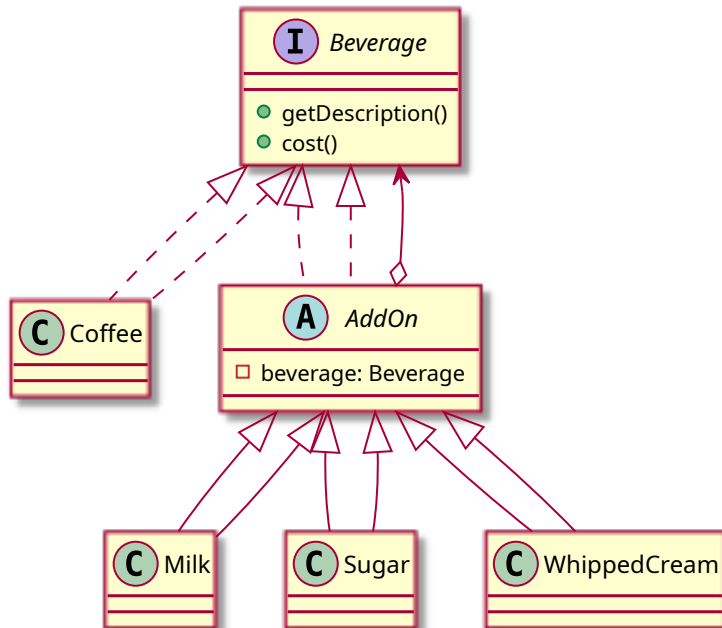 I Beverage
getDescription()
cost()
C Coffee
A AddOn
beverage: Beverage
C Milk
C Sugar
C WhippedCream